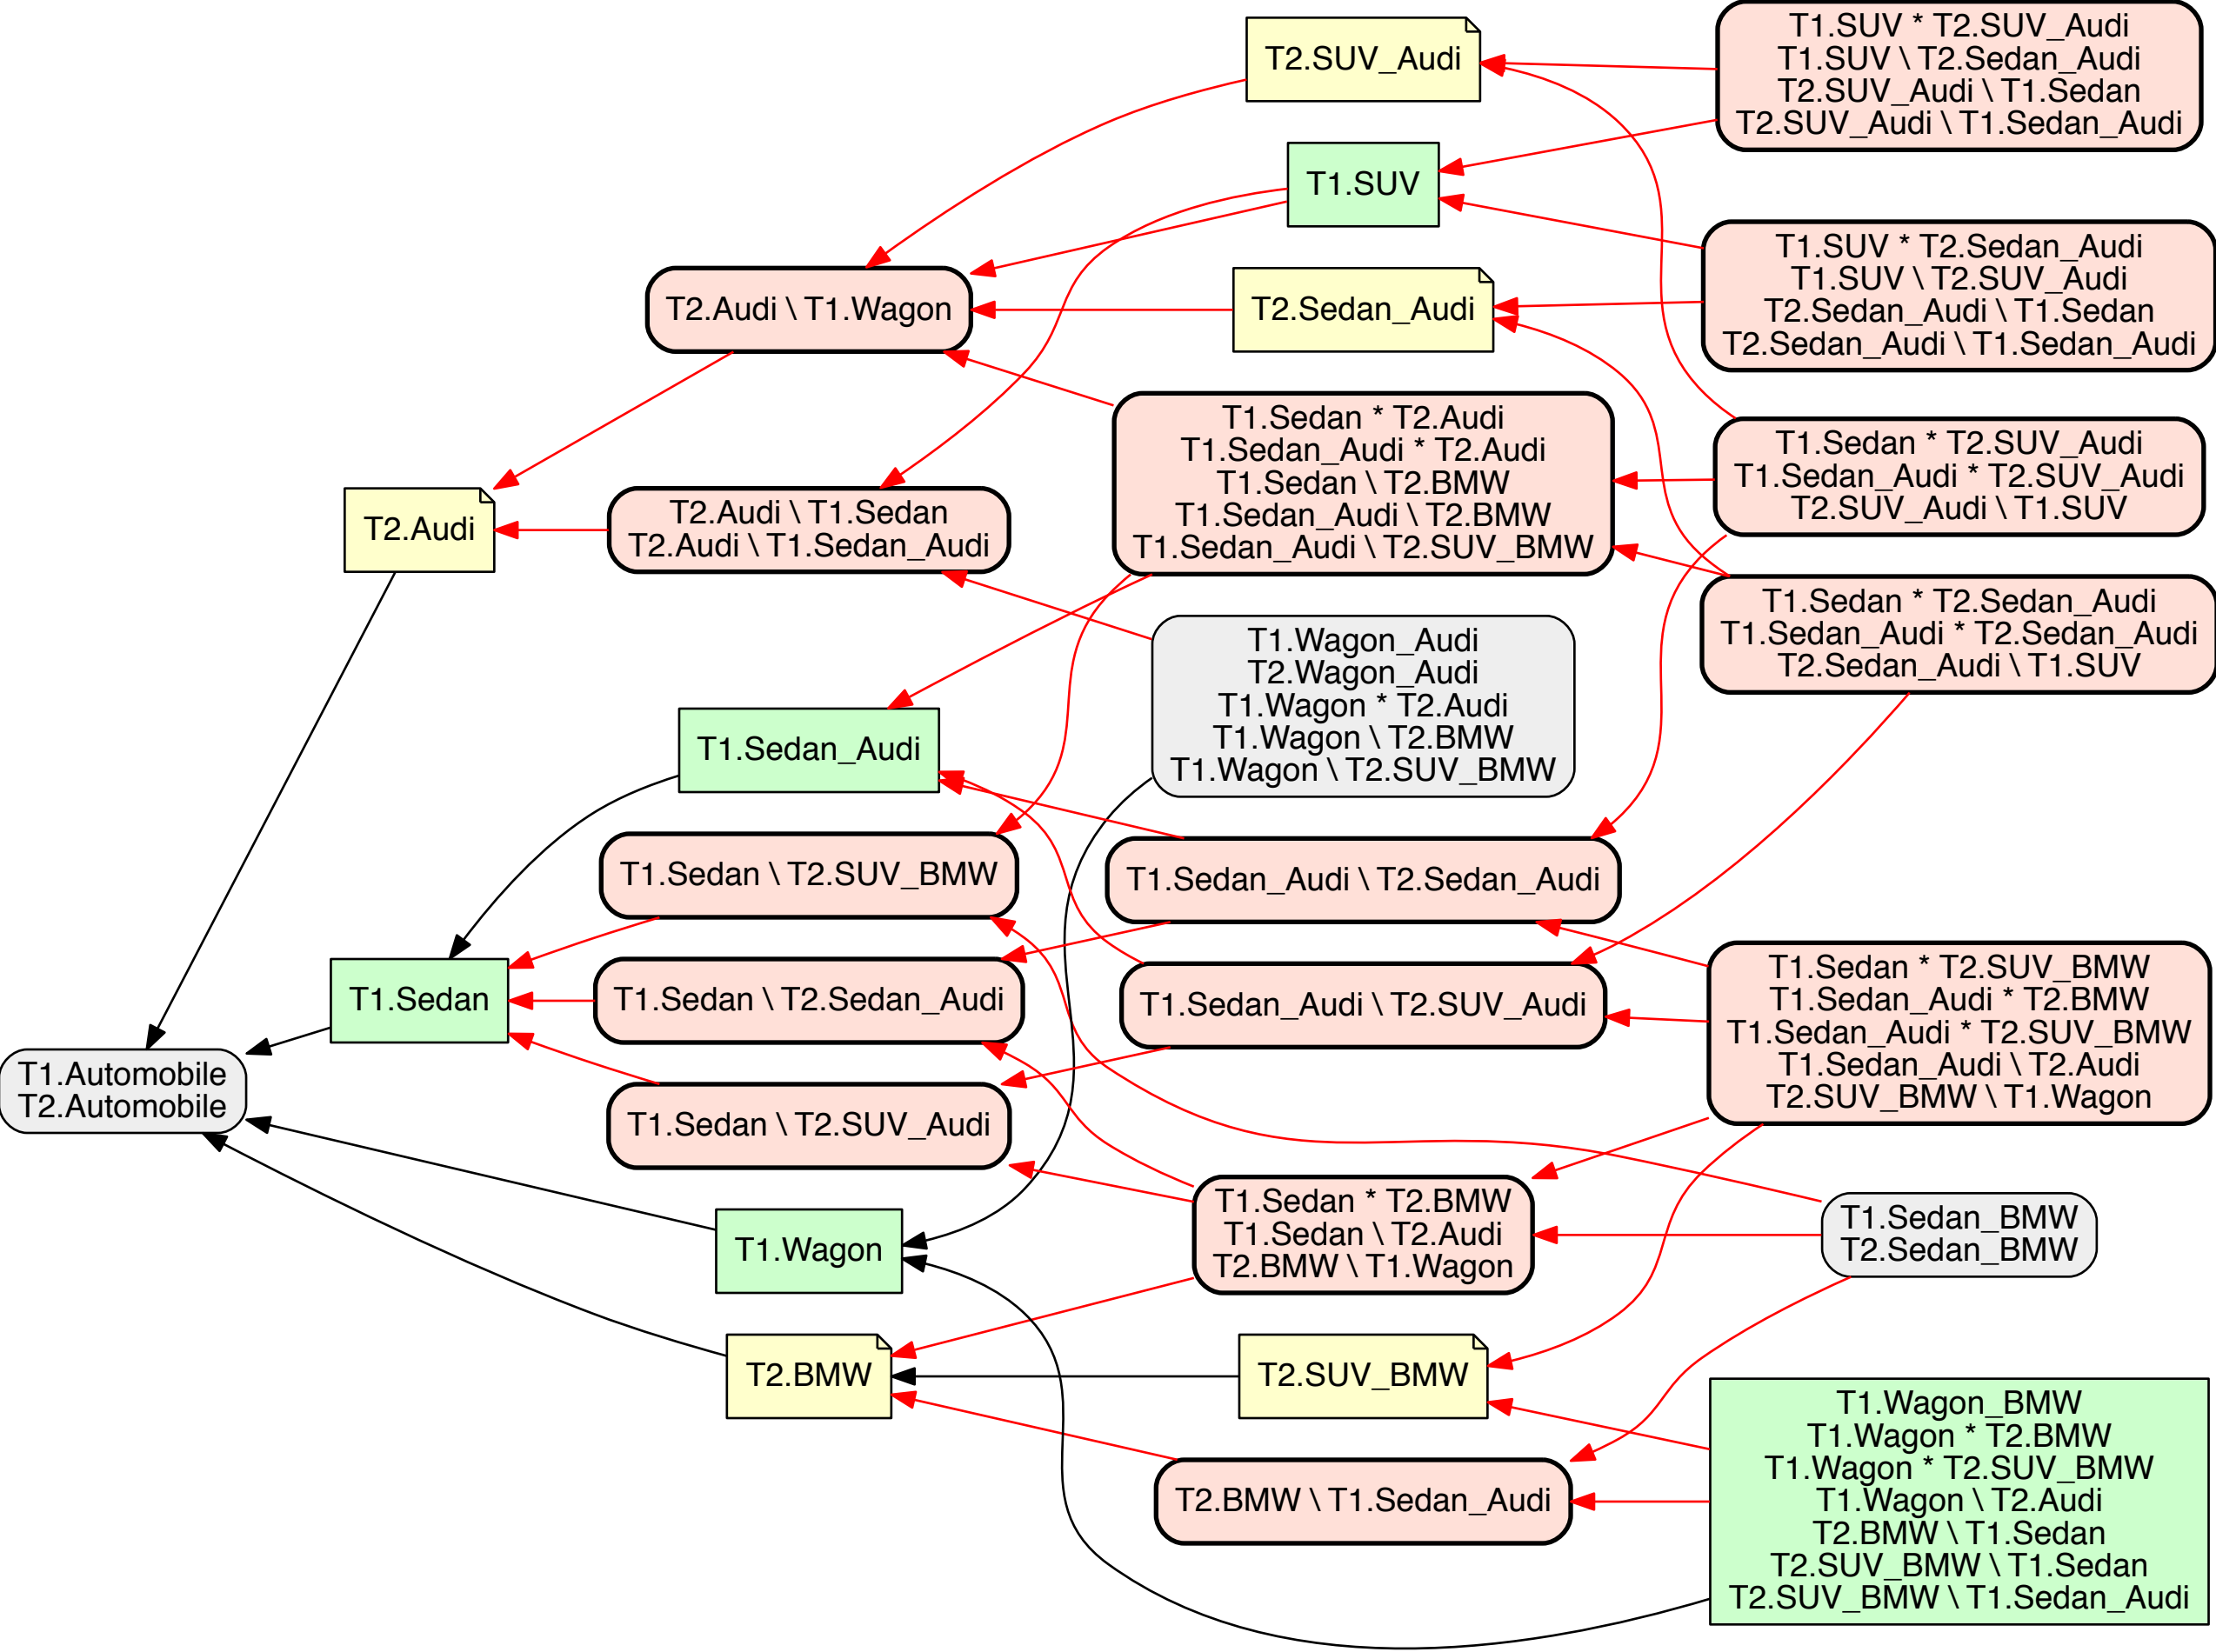 T2.SUV_Audi
T1.SUV * T2.SUV_Audi
T1.SUV \ T2.Sedan_Audi
T2.SUV_Audi \ T1.Sedan
T2.SUV_Audi \ T1.Sedan_Audi
T1.SUV
T2.Audi \ T1.Wagon
T2.Sedan_Audi
T1.SUV * T2.Sedan_Audi
T1.SUV \ T2.SUV_Audi
T2.Sedan_Audi \ T1.Sedan
T2.Sedan_Audi \ T1.Sedan_Audi
T1.Sedan * T2.Audi
T1.Sedan_Audi * T2.Audi
T1.Sedan \ T2.BMW
T1.Sedan_Audi \ T2.BMW
T1.Sedan_Audi \ T2.SUV_BMW
T1.Sedan * T2.SUV_Audi
T1.Sedan_Audi * T2.SUV_Audi
T2.SUV_Audi \ T1.SUV
T2.Audi
T2.Audi \ T1.Sedan
T2.Audi \ T1.Sedan_Audi
T1.Sedan * T2.Sedan_Audi
T1.Sedan_Audi * T2.Sedan_Audi
T2.Sedan_Audi \ T1.SUV
T1.Wagon_Audi
T2.Wagon_Audi
T1.Wagon * T2.Audi
T1.Wagon \ T2.BMW
T1.Wagon \ T2.SUV_BMW
T1.Sedan_Audi
T1.Sedan \ T2.SUV_BMW
T1.Sedan_Audi \ T2.Sedan_Audi
T1.Sedan
T1.Sedan \ T2.Sedan_Audi
T1.Sedan_Audi \ T2.SUV_Audi
T1.Sedan * T2.SUV_BMW
T1.Sedan_Audi * T2.BMW
T1.Sedan_Audi * T2.SUV_BMW
T1.Sedan_Audi \ T2.Audi
T2.SUV_BMW \ T1.Wagon
T1.Automobile
T2.Automobile
T1.Sedan \ T2.SUV_Audi
T1.Sedan * T2.BMW
T1.Sedan \ T2.Audi
T2.BMW \ T1.Wagon
T1.Sedan_BMW
T2.Sedan_BMW
T1.Wagon
T2.BMW
T2.SUV_BMW
T2.BMW \ T1.Sedan_Audi
T1.Wagon_BMW
T1.Wagon * T2.BMW
T1.Wagon * T2.SUV_BMW
T1.Wagon \ T2.Audi
T2.BMW \ T1.Sedan
T2.SUV_BMW \ T1.Sedan
T2.SUV_BMW \ T1.Sedan_Audi